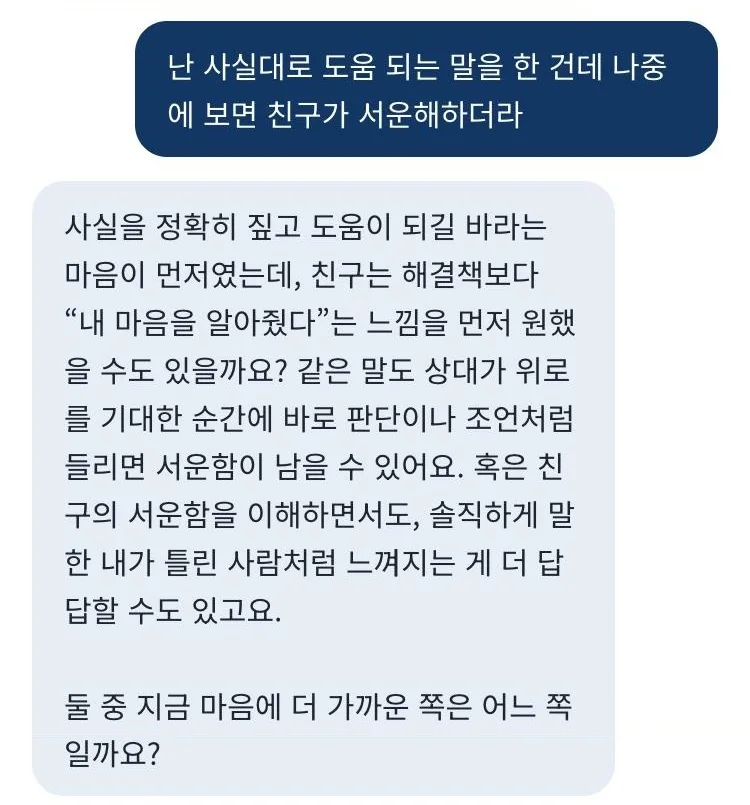 난 사실대로 도움 되는 말을 한 건데 나중
에 보면 친구가 서운해하더라
사실을 정확히 짚고 도움이 되길 바라는
마음이 먼저였는데, 친구는 해결책보다
“내 마음을 알아줬다”는 느낌을 먼저 원했
을 수도 있을까요? 같은 말도 상대가 위로
를 기대한 순간에 바로 판단이나 조언처럼
들리면 서운함이 남을 수 있어요. 혹은 친
구의 서운함을 이해하면서도, 솔직하게 말
한 내가 틀린 사람처럼 느껴지는 게 더 답
답할 수도 있고요.
둘 중 지금 마음에 더 가까운 쪽은 어느 쪽
일까요?